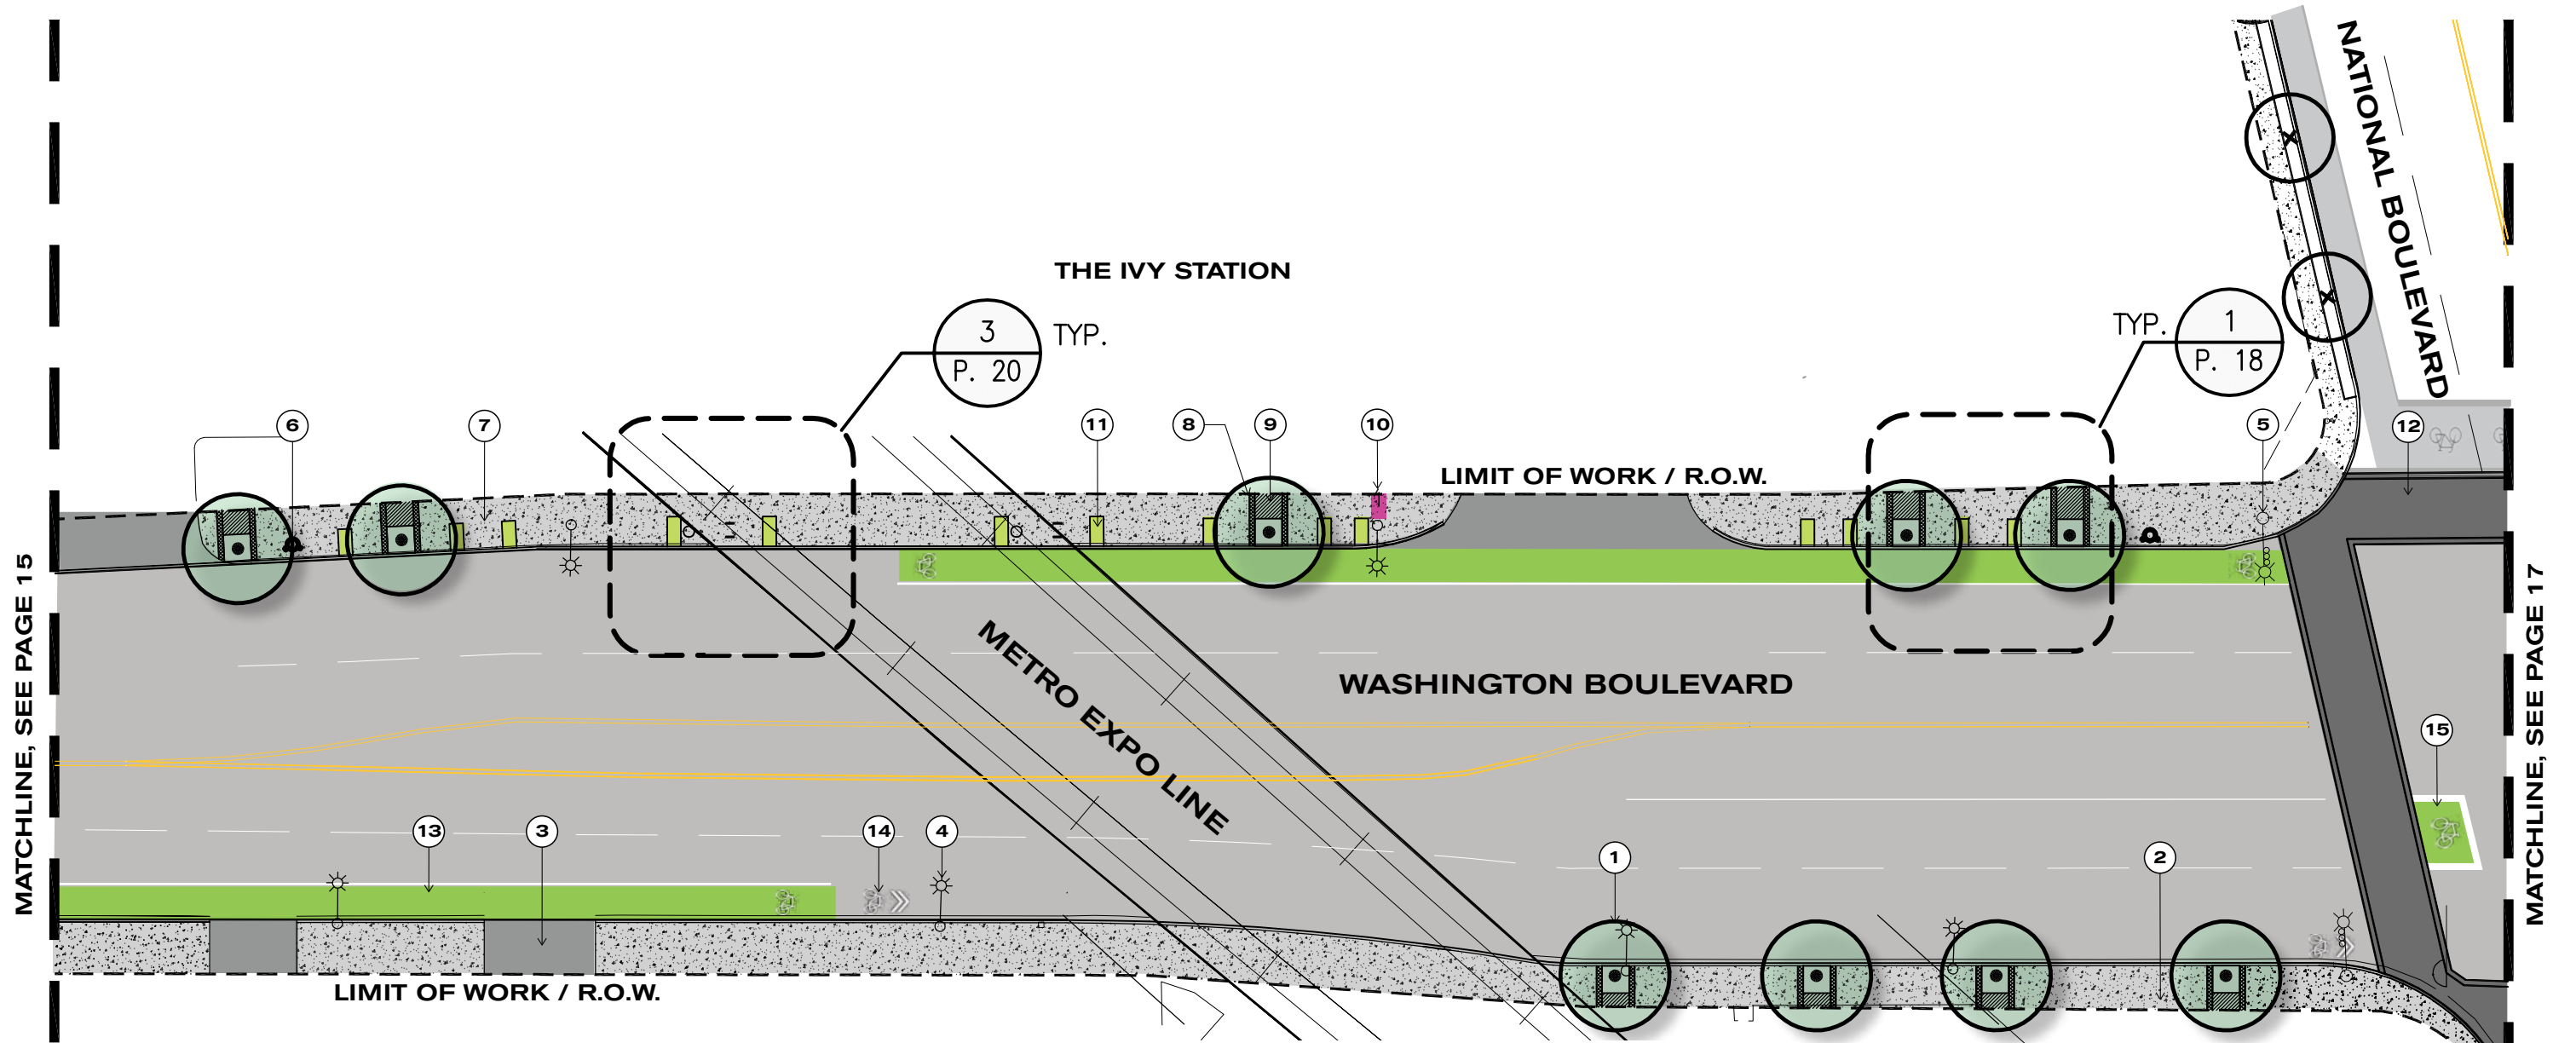 NATIONAL BOULEVARD
THE IVY STATION
3
P. 20
TYP.
TYP.
1
P. 18
6
7
11
8
9
10
5
12
LIMIT OF WORK / R.O.W.
METRO EXPO LINE
WASHINGTON BOULEVARD
MATCHLINE, SEE PAGE 15
MATCHLINE, SEE PAGE 17
15
13
3
14
4
1
2
LIMIT OF WORK / R.O.W.